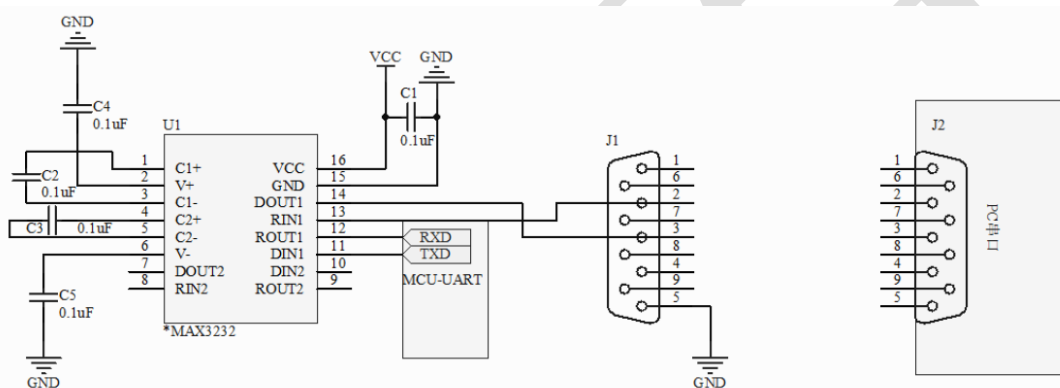 GND
VCC
GND
C4
0.1uF
C1
0.1uF
U1
J1
J2
C2
0.1uF
C3
0.1uF
C5
0.1uF
GND
1
2
3
4
5
6
7
8
C1+
V+
C1-
C2+
C2-
V-
DOUT2
RIN2
VCC
GND
DOUT1
RIN1
ROUT1
DIN1
DIN2
ROUT2
16
15
14
13
12
11
10
9
*MAX3232
RXD
TXD
MCU-UART
1
6
2
7
3
8
4
9
5
GND
1
6
2
7
3
8
4
9
5
PC串口